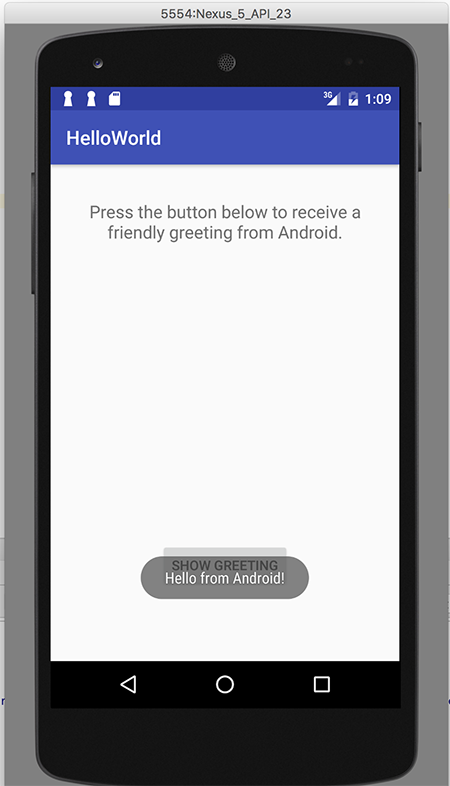 5554:Nexus_5_API_23
3G
1:09
HelloWorld
Press the button below to receive a
friendly greeting from Android.
SHOW GREETING
Hello from Android!